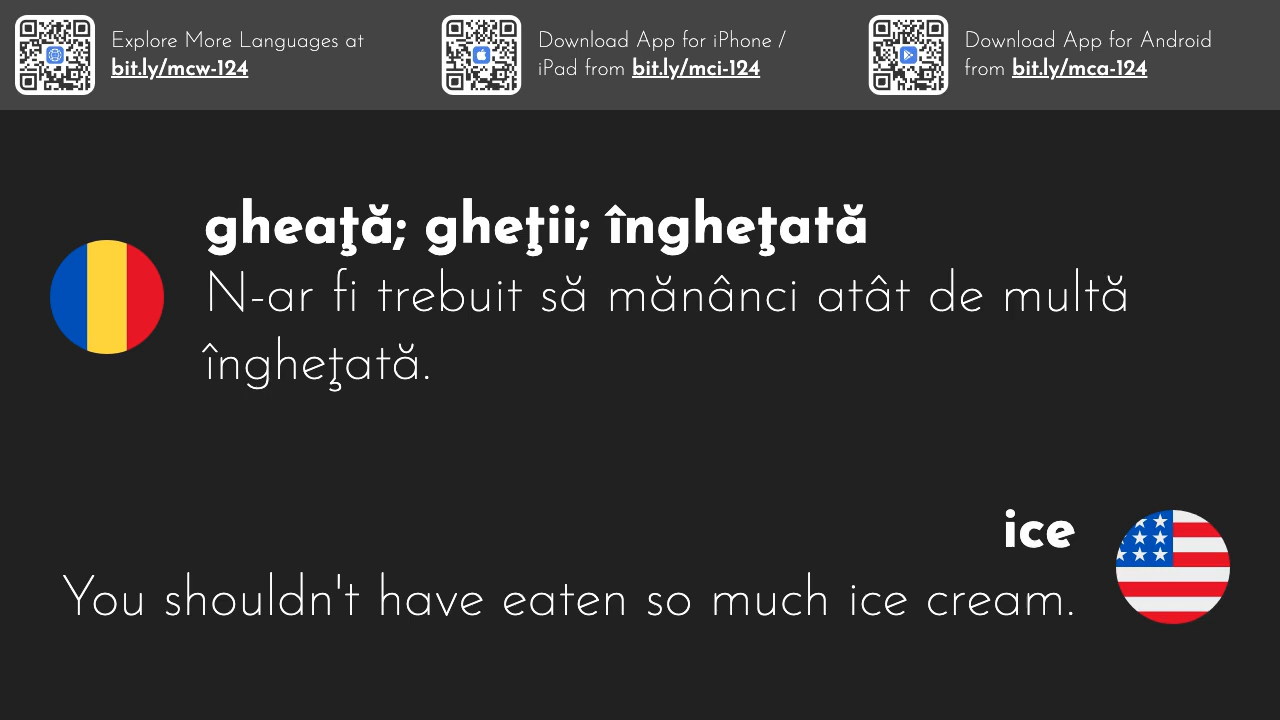 Explore More Languages at
bit.ly/mcw-124
Download App for iPhone /
iPad from bit.ly/mci-124
Download App for Android
from bit.ly/mca-124
gheaţă; gheţii; îngheţată
N-ar fi trebuit să mănânci atât de multă
îngheţată.
ice
You shouldn't have eaten so much ice cream.